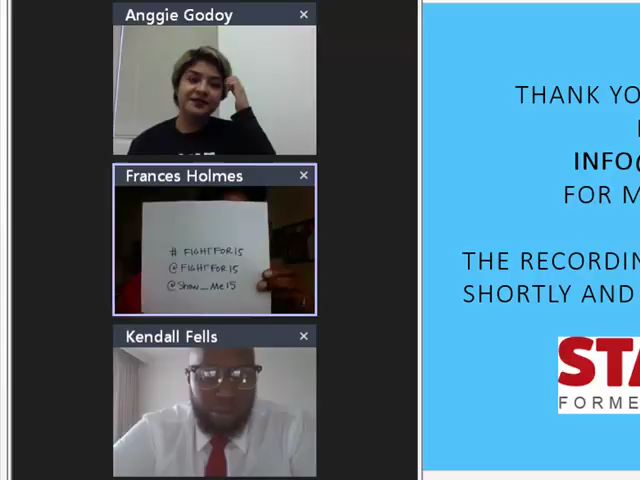 Anggie Godoy
Frances Holmes
# FIGHTFOR15
@FIGHTFOR15
@Show_Me15
Kendall Fells
THANK YO
INFO@
FOR M
THE RECORDIN
SHORTLY AND
STA
FORME